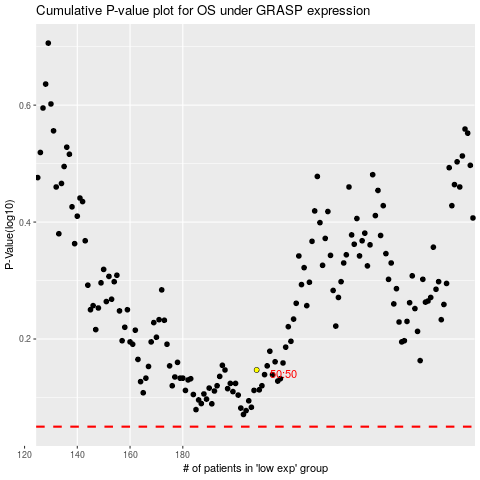 Cumulative P-value plot for OS under GRASP expression
P-Value(log10)
0.6
0.4
0.2
50:50
120 140 160 180
# of patients in 'low exp' group